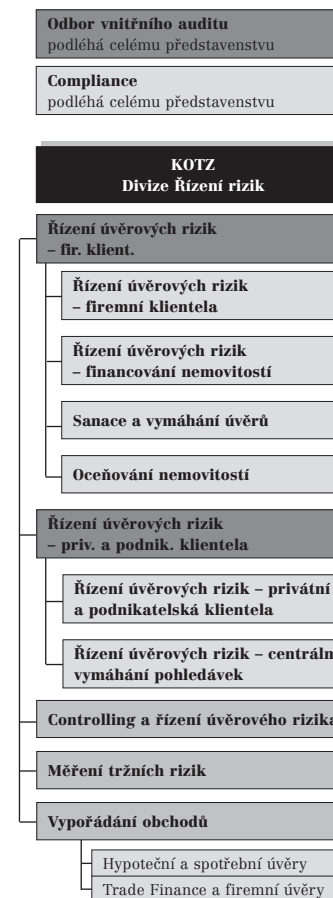 Odbor vnitřního auditu
podléhá celému představenstvu
Compliance
podléhá celému představenstvu
KOTZ
Divize Řízení rizik
Řízení úvěrových rizik
– fir. klient.
Řízení úvěrových rizik
– firemní klientela
Řízení úvěrových rizik
– financování nemovitostí
Sanace a vymáhání úvěrů
Oceňování nemovitostí
Řízení úvěrových rizik
– priv. a podnik. klientela
Řízení úvěrových rizik – privátní
a podnikatelská klientela
Řízení úvěrových rizik – centráln
vymáhání pohledávek
Controlling a řízení úvěrového rizika
Měření tržních rizik
Vypořádání obchodů
Hypoteční a spotřební úvěry
Trade Finance a firemní úvěry